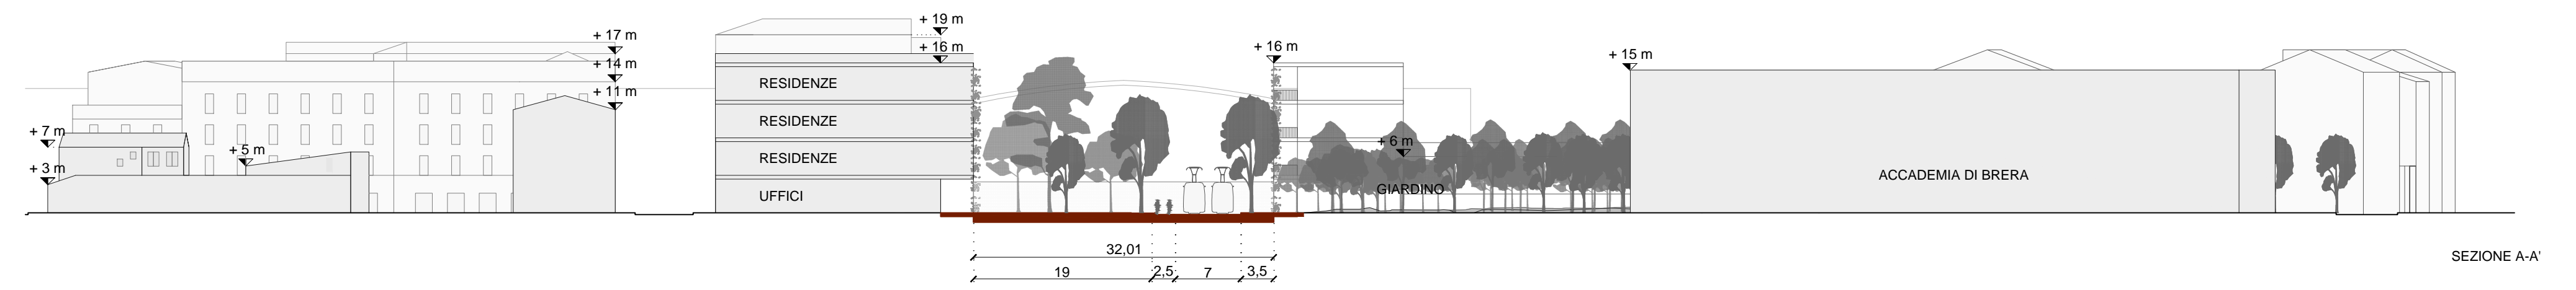 + 19 m
+ 17 m
+ 16 m
+ 16 m
+ 15 m
+ 14 m
RESIDENZE
+ 11 m
RESIDENZE
+ 7 m
+ 6 m
+ 5 m
RESIDENZE
+ 3 m
ACCADEMIA DI BRERA
GIARDINO
UFFICI
32,01
SEZIONE A-A'
19
2,5
7
3,5